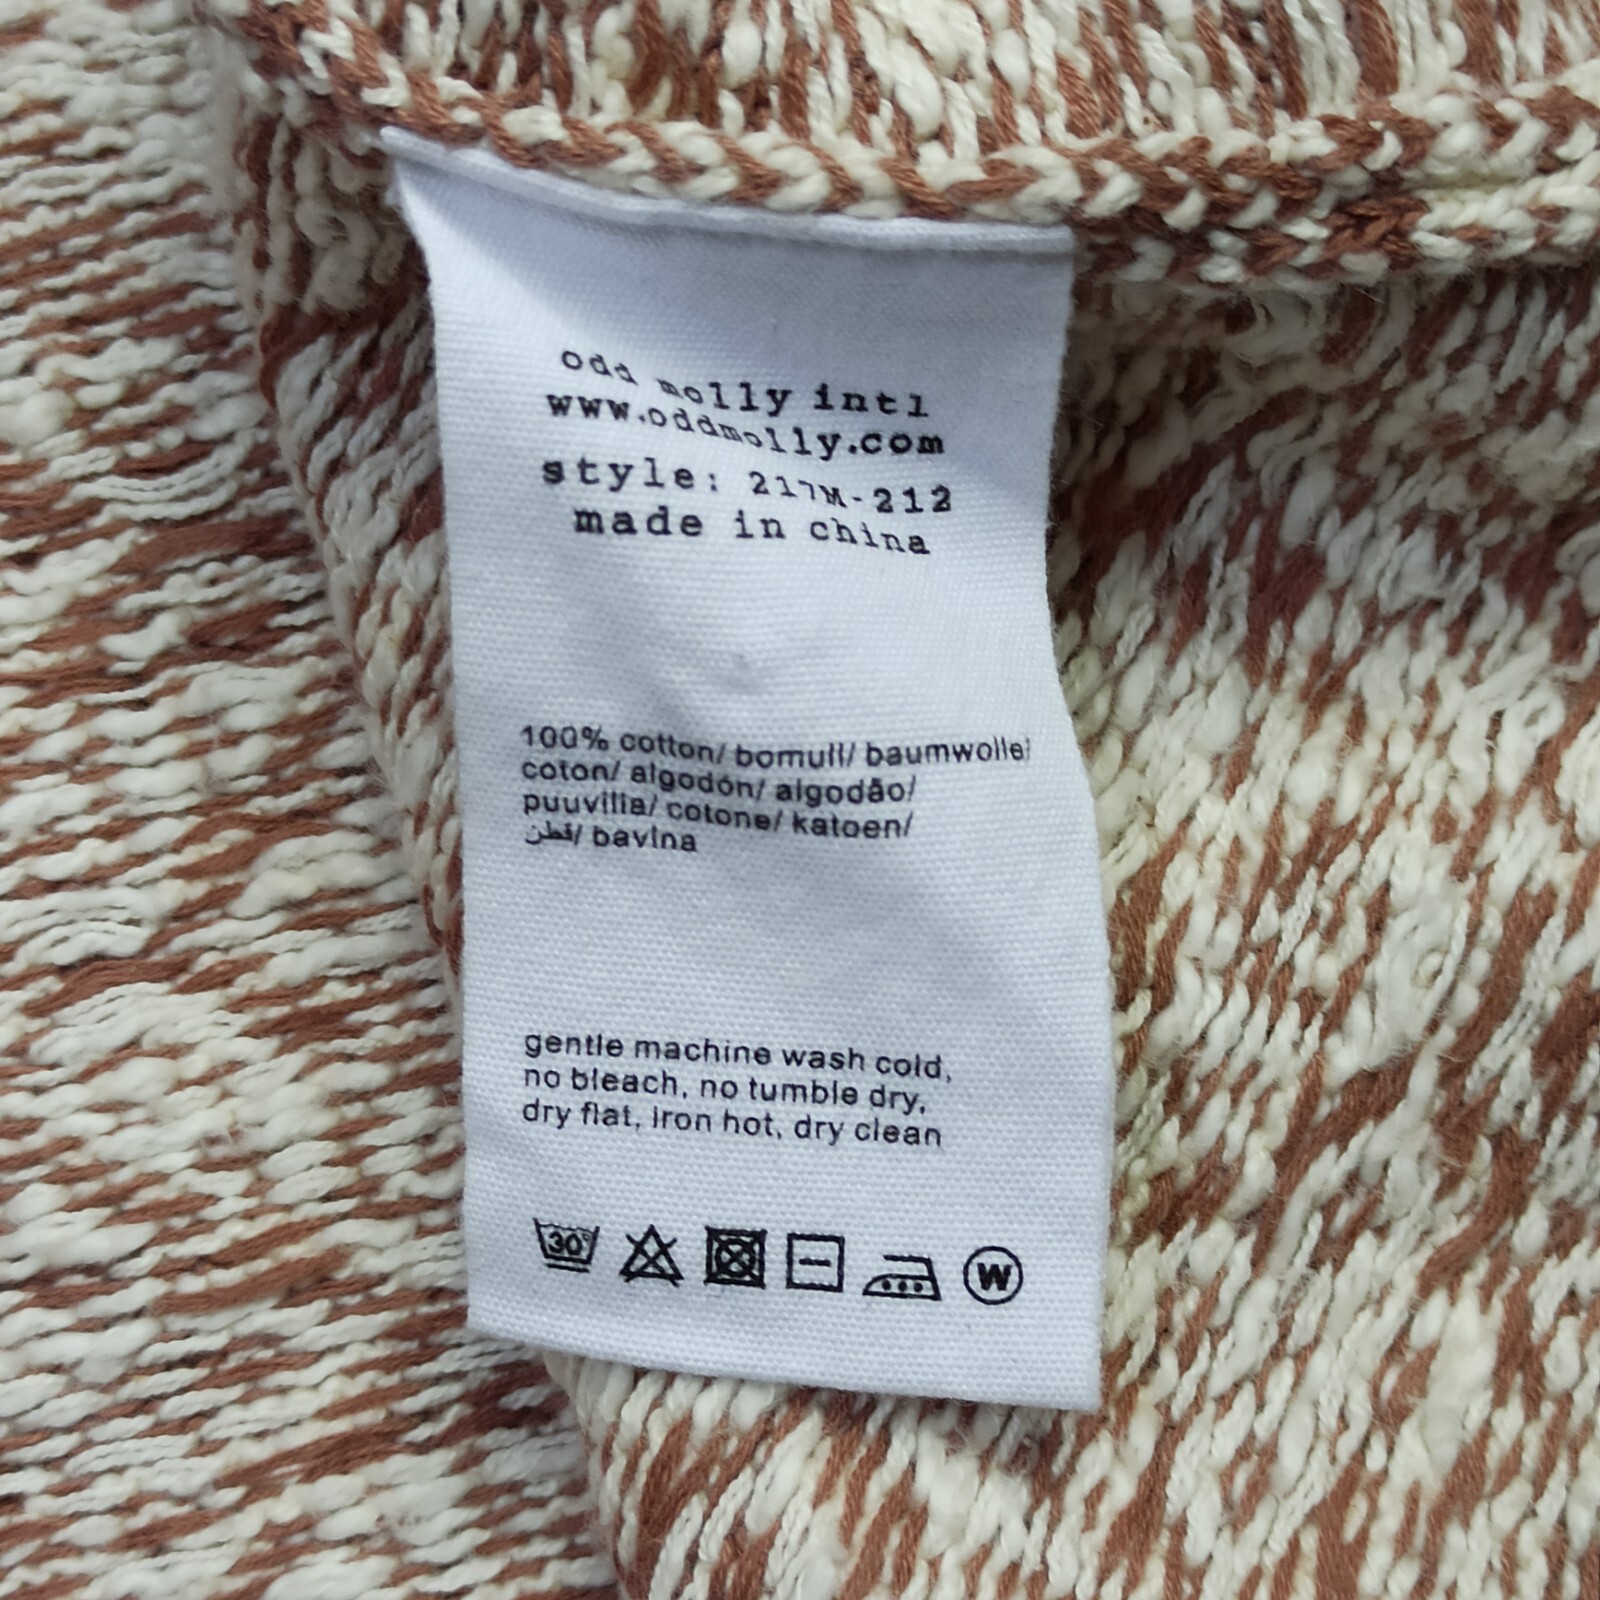 odd molly intl
www.oddmolly.com
style: 217M-212
made in china
100% cotton/ bomull/ baumwolle/
coton/ algodón/ algodão/
puuvilla/ cotone/ katoen/
قطن/ bavlna
gentle machine wash cold,
no bleach, no tumble dry,
dry flat, iron hot, dry clean
30°
W